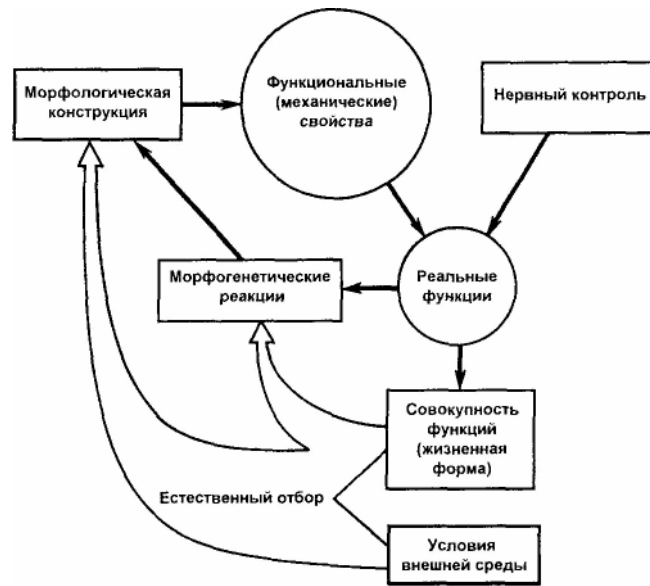 Морфологическая
конструкция
Функциональные
(механические)
свойства
Нервный контроль
Морфогенетические
реакции
Реальные
функции
Совокупность
функций
(жизненная
форма)
Естественный отбор
Условия
внешней среды